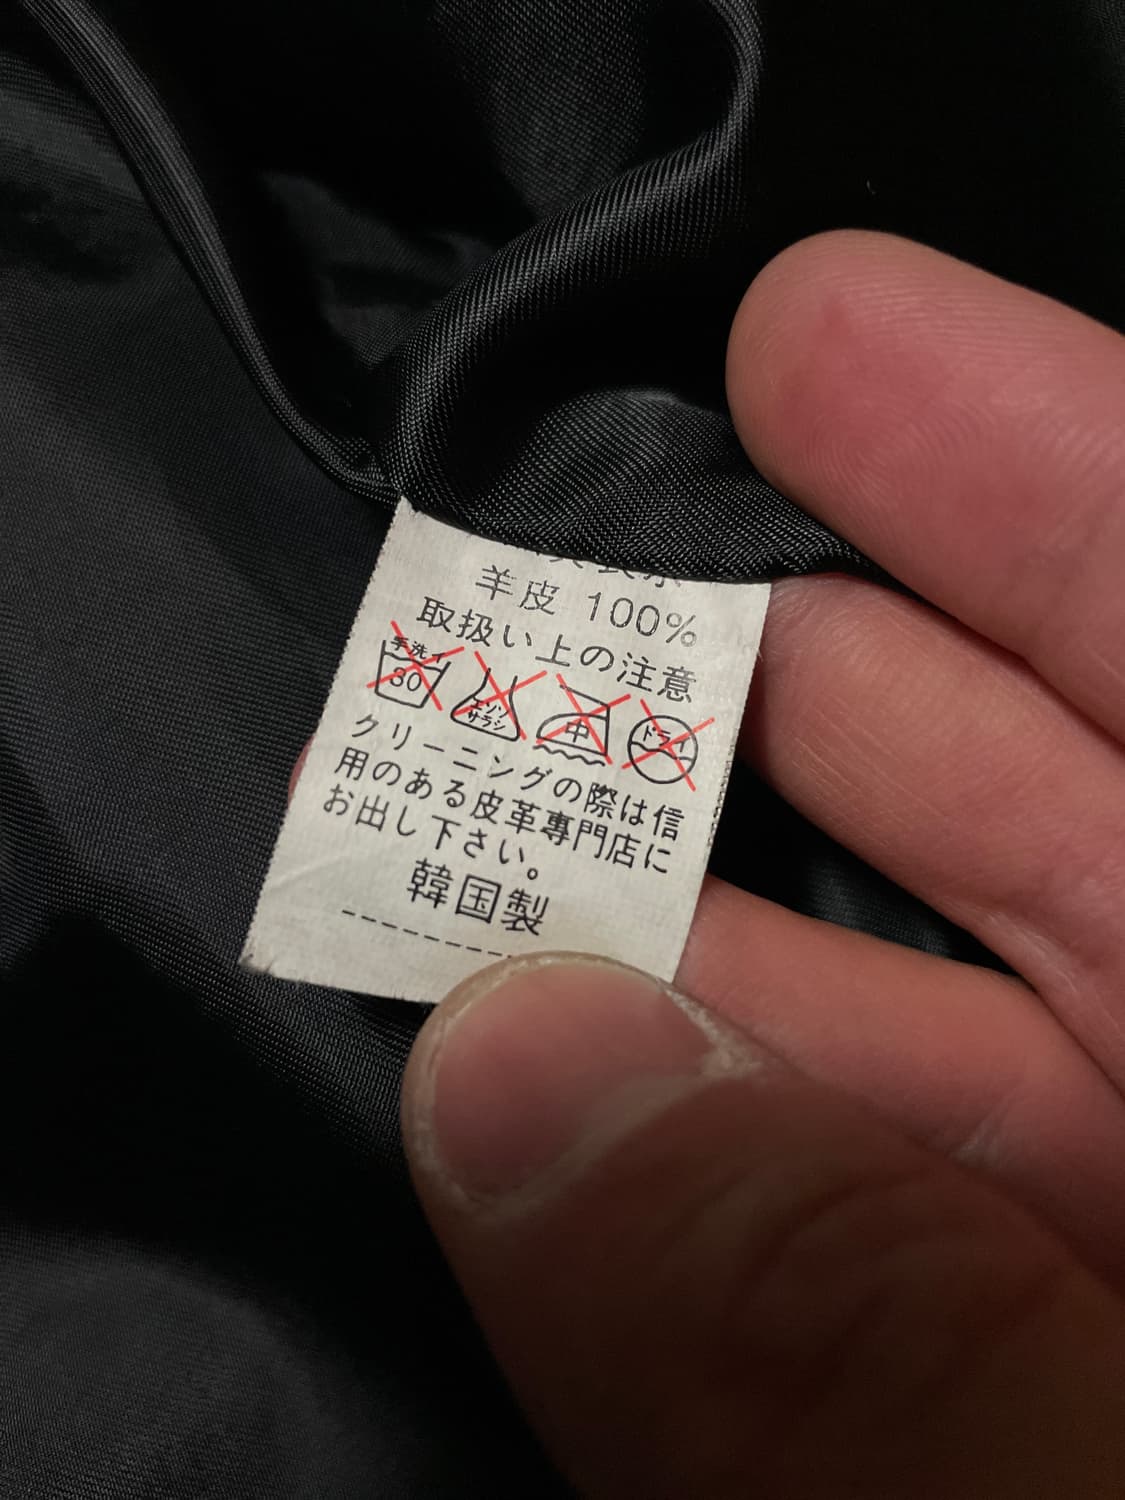 羊皮 100%
取扱い上の注意
手洗イ
30
エンソ
サラシ
中
ドライ
クリーニングの際は信
用のある皮革專門店に
お出し下さい。
韓国製